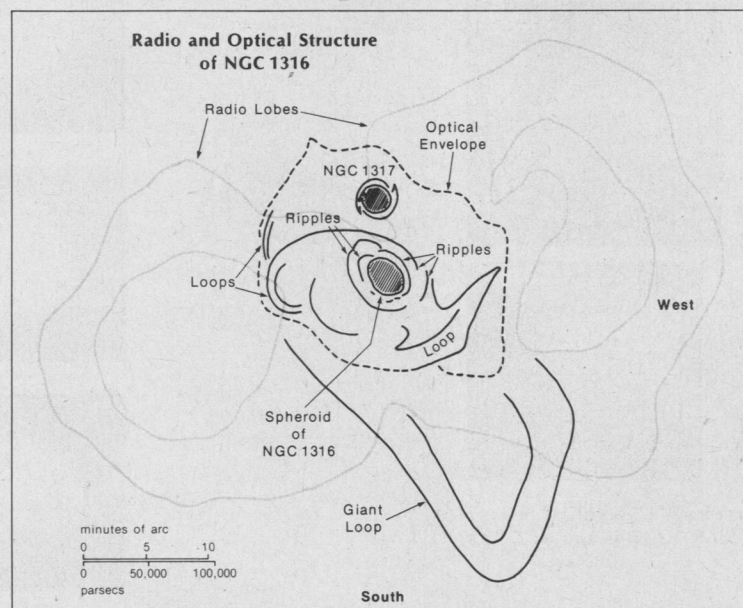 Radio and Optical Structure
of NGC 1316
Radio Lobes
Optical
Envelope
NGC 1317
Ripples
Ripples
Loops
West
Loop
Spheroid
of
NGC 1316
Giant
Loop
minutes of arc
0 5 10
0 50,000 100,000
parsecs
South